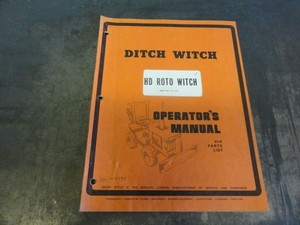 DITCH WITCH
HD ROTO WITCH
OPERATOR'S
MANUAL
AND
PARTS
LIST